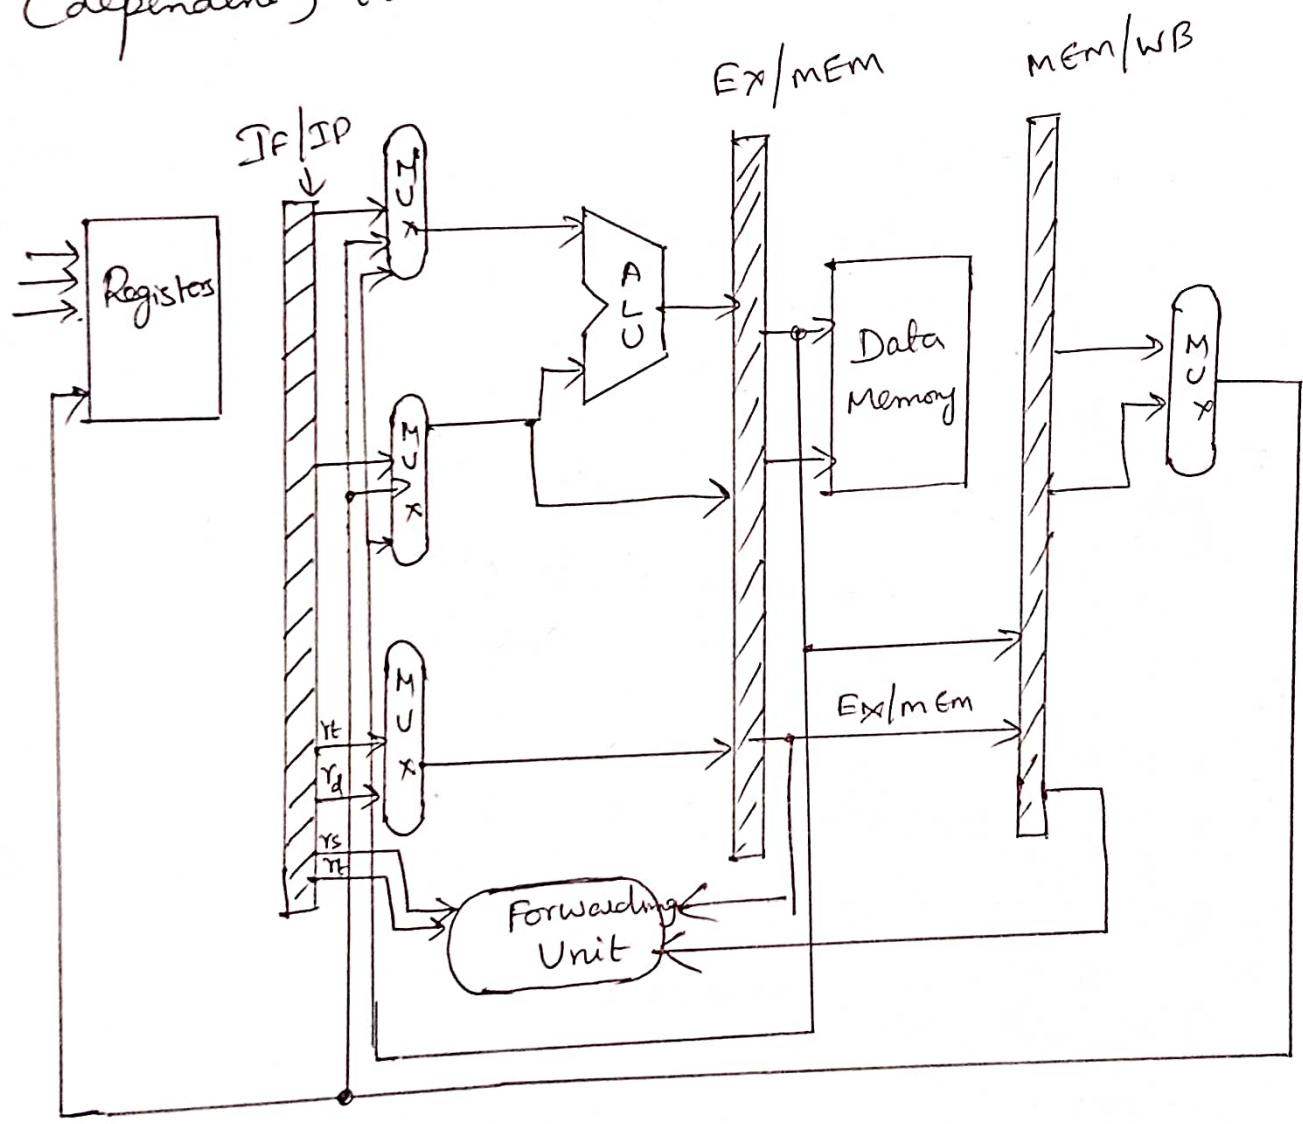 (dependency
Ex/MEM
MEM/WB
IF/ID
MUX
Registers
ALU
Data
Memory
MUX
MUX
MUX
rt
rd
rs
rt
Ex/MEM
Forwarding
Unit